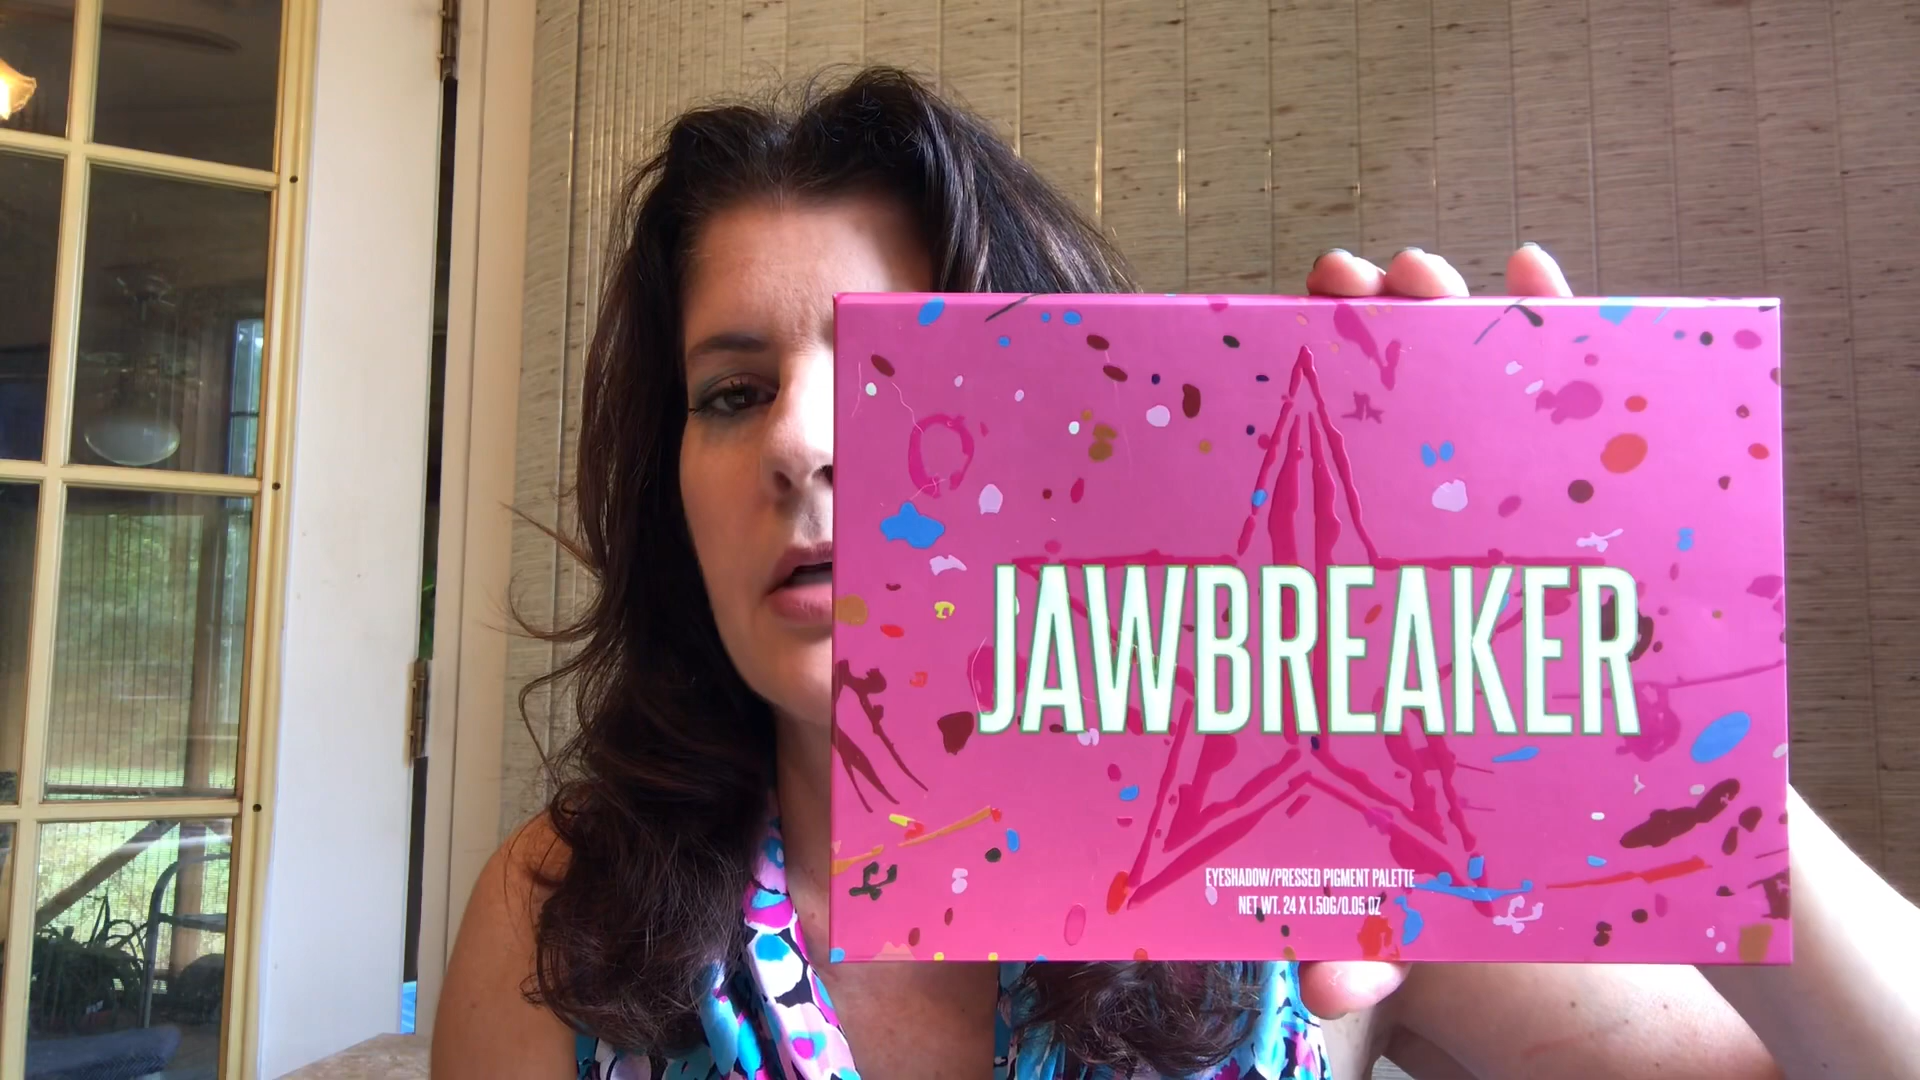 JAWBREAKER
EYESHADOW/PRESSED PIGMENT PALETTE
NET WT. 24 X 1.50G/0.05 OZ